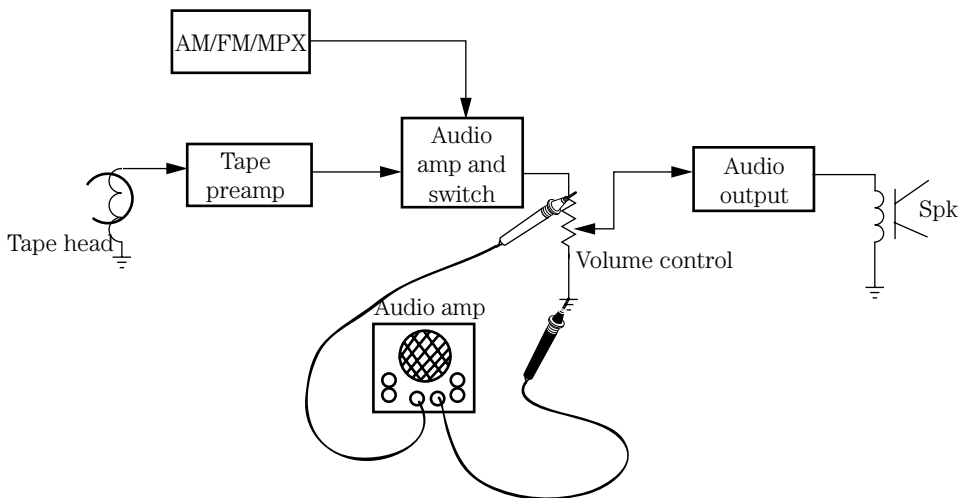 AM/FM/MPX
Audio
amp and
switch
Tape
preamp
Audio
output
Tape head
Spk
Volume control
Audio amp